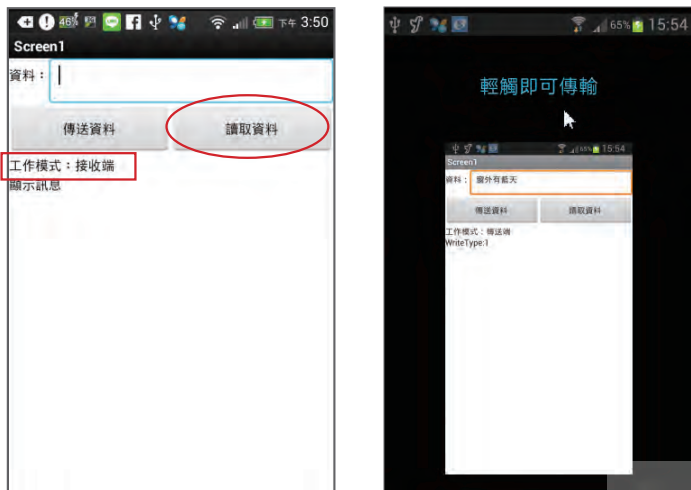 46% 下午 3:50
Screen1
資料：
傳送資料 讀取資料
工作模式：接收端
顯示訊息
65% 15:54
輕觸即可傳輸
65% 15:54
Screen1
資料： 窗外有藍天
傳送資料 讀取資料
工作模式：傳送端
WriteType:1